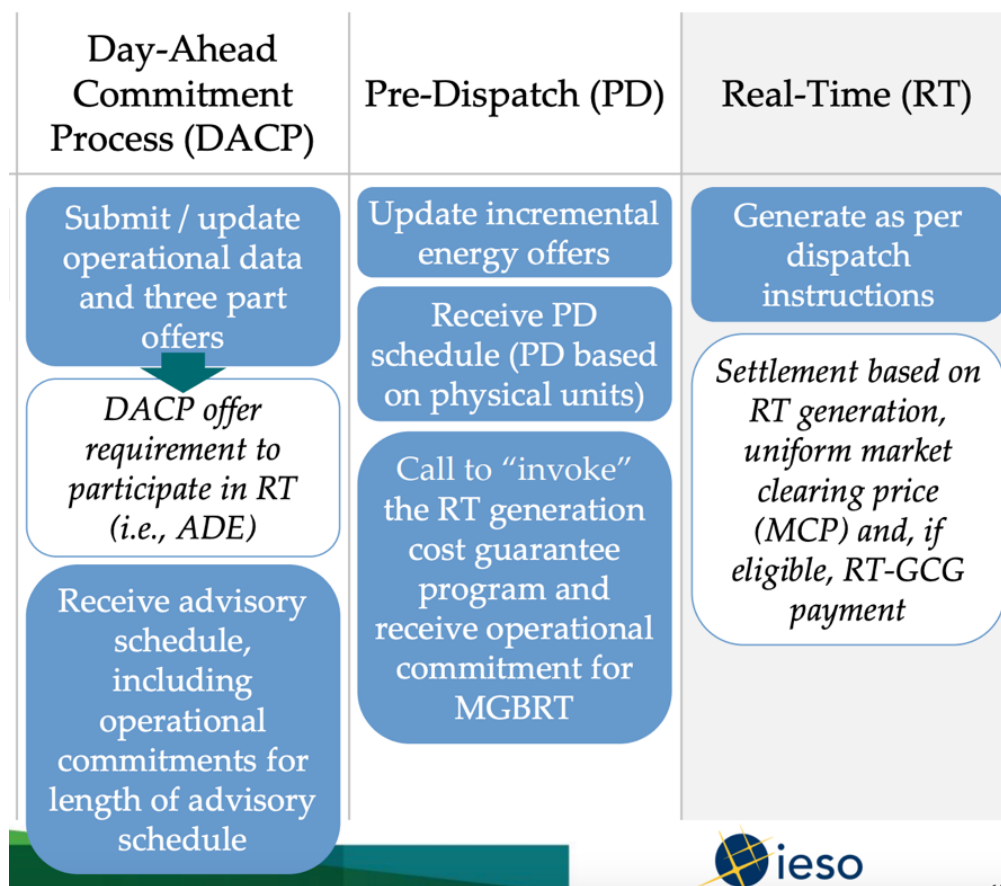 Day-Ahead
Commitment
Process (DACP)
Submit / update
operational data
and three part
offers
DACP offer
requirement to
participate in RT
(i.e., ADE)
Receive advisory
schedule,
including
operational
commitments for
length of advisory
schedule
Pre-Dispatch (PD)
Update incremental
energy offers
Receive PD
schedule (PD based
on physical units)
Call to “invoke”
the RT generation
cost guarantee
program and
receive operational
commitment for
MGBRT
Real-Time (RT)
Generate as per
dispatch
instructions
Settlement based on
RT generation,
uniform market
clearing price
(MCP) and, if
eligible, RT-GCG
payment
ieso